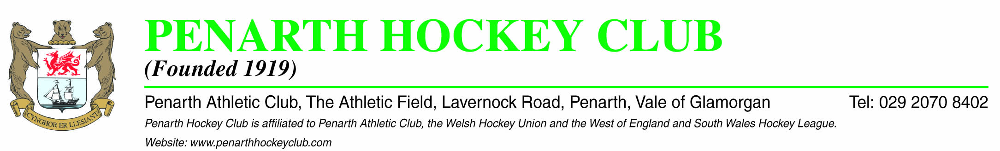 PENARTH HOCKEY CLUB
(Founded 1919)
Penarth Athletic Club, The Athletic Field, Lavernock Road, Penarth, Vale of Glamorgan Tel: 029 2070 8402
Penarth Hockey Club is affiliated to Penarth Athletic Club, the Welsh Hockey Union and the West of England and South Wales Hockey League.
Website: www.penarthhockeyclub.com
CYNGHOR ER LLESIANT